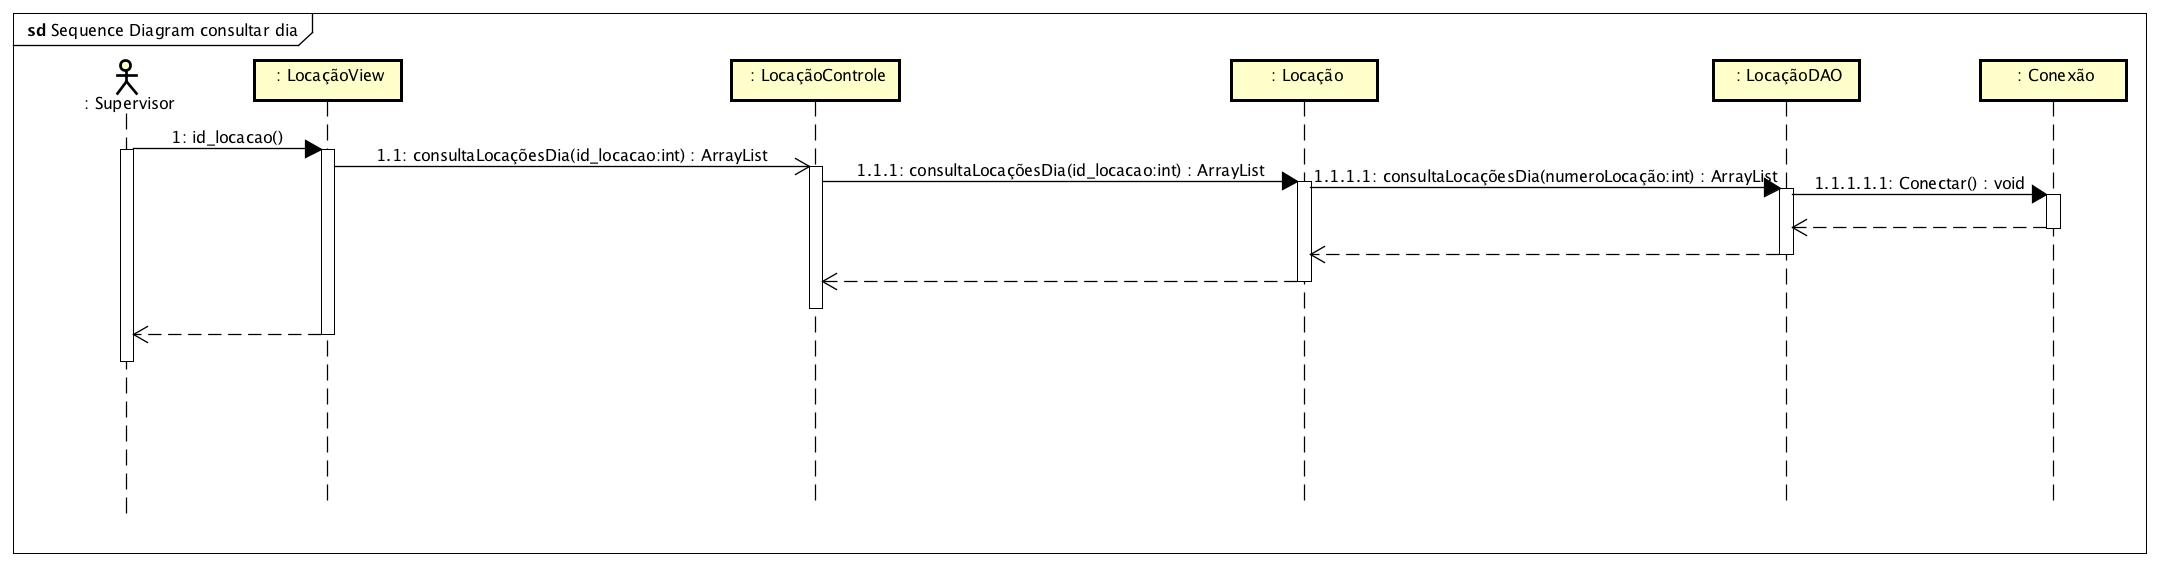 sd Sequence Diagram consultar dia
: Supervisor
: LocaçãoView
: LocaçãoControle
: Locação
: LocaçãoDAO
: Conexão
1: id_locacao()
1.1: consultaLocaçõesDia(id_locacao:int) : ArrayList
1.1.1: consultaLocaçõesDia(id_locacao:int) : ArrayList
1.1.1.1: consultaLocaçõesDia(numeroLocação:int) : ArrayList
1.1.1.1.1: Conectar() : void